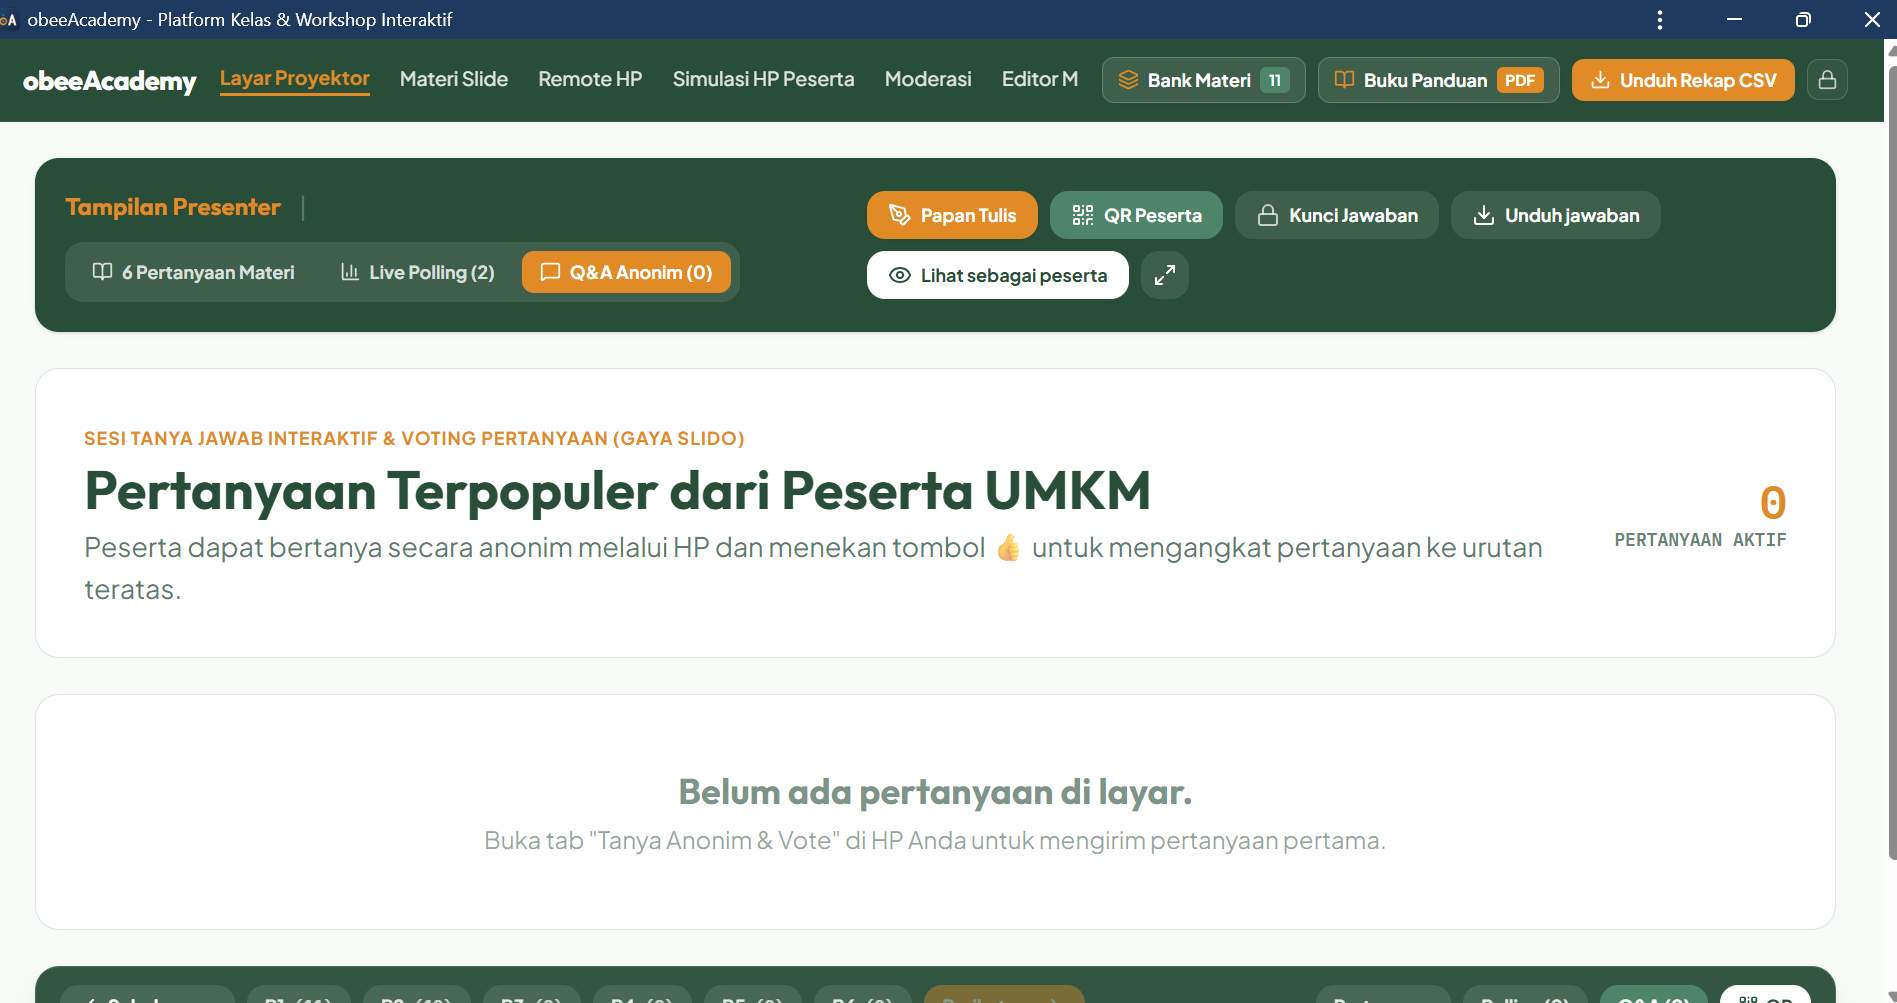 obeeAcademy - Platform Kelas & Workshop Interaktif
obeeAcademy Layar Proyektor Materi Slide Remote HP Simulasi HP Peserta Moderasi Editor M Bank Materi 11 Buku Panduan PDF Unduh Rekap CSV
Tampilan Presenter
6 Pertanyaan Materi Live Polling (2) Q&A Anonim (0)
Papan Tulis QR Peserta Kunci Jawaban Unduh jawaban
Lihat sebagai peserta
SESI TANYA JAWAB INTERAKTIF & VOTING PERTANYAAN (GAYA SLIDO)
Pertanyaan Terpopuler dari Peserta UMKM
Peserta dapat bertanya secara anonim melalui HP dan menekan tombol 👍 untuk mengangkat pertanyaan ke urutan
teratas.
0
PERTANYAAN AKTIF
Belum ada pertanyaan di layar.
Buka tab "Tanya Anonim & Vote" di HP Anda untuk mengirim pertanyaan pertama.